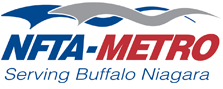 NFTA-METRO
Serving Buffalo Niagara